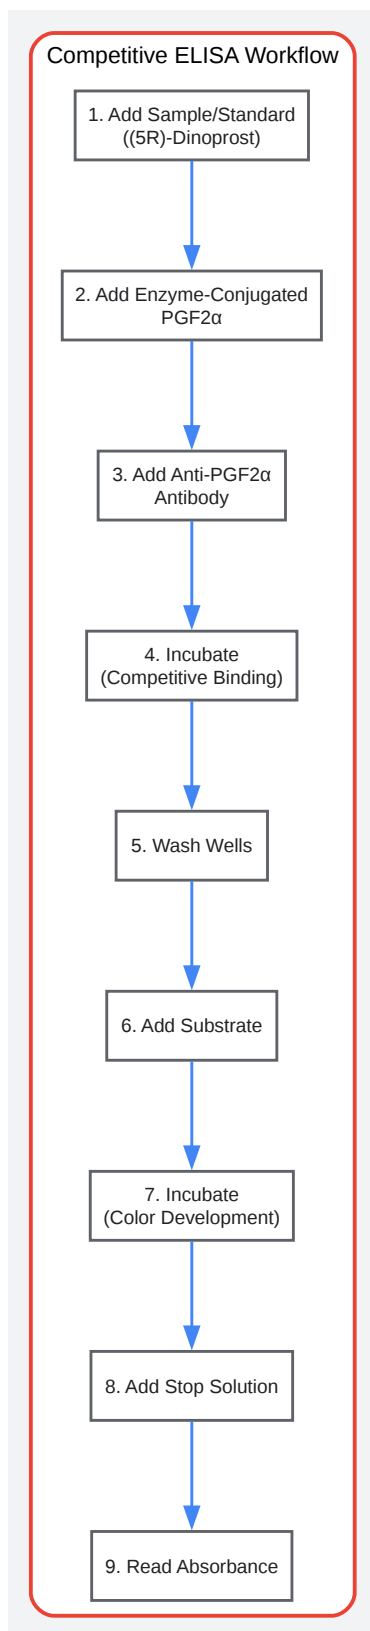 Competitive ELISA Workflow
1. Add Sample/Standard
((5R)-Dinoprost)
2. Add Enzyme-Conjugated
PGF2α
3. Add Anti-PGF2α
Antibody
4. Incubate
(Competitive Binding)
5. Wash Wells
6. Add Substrate
7. Incubate
(Color Development)
8. Add Stop Solution
9. Read Absorbance